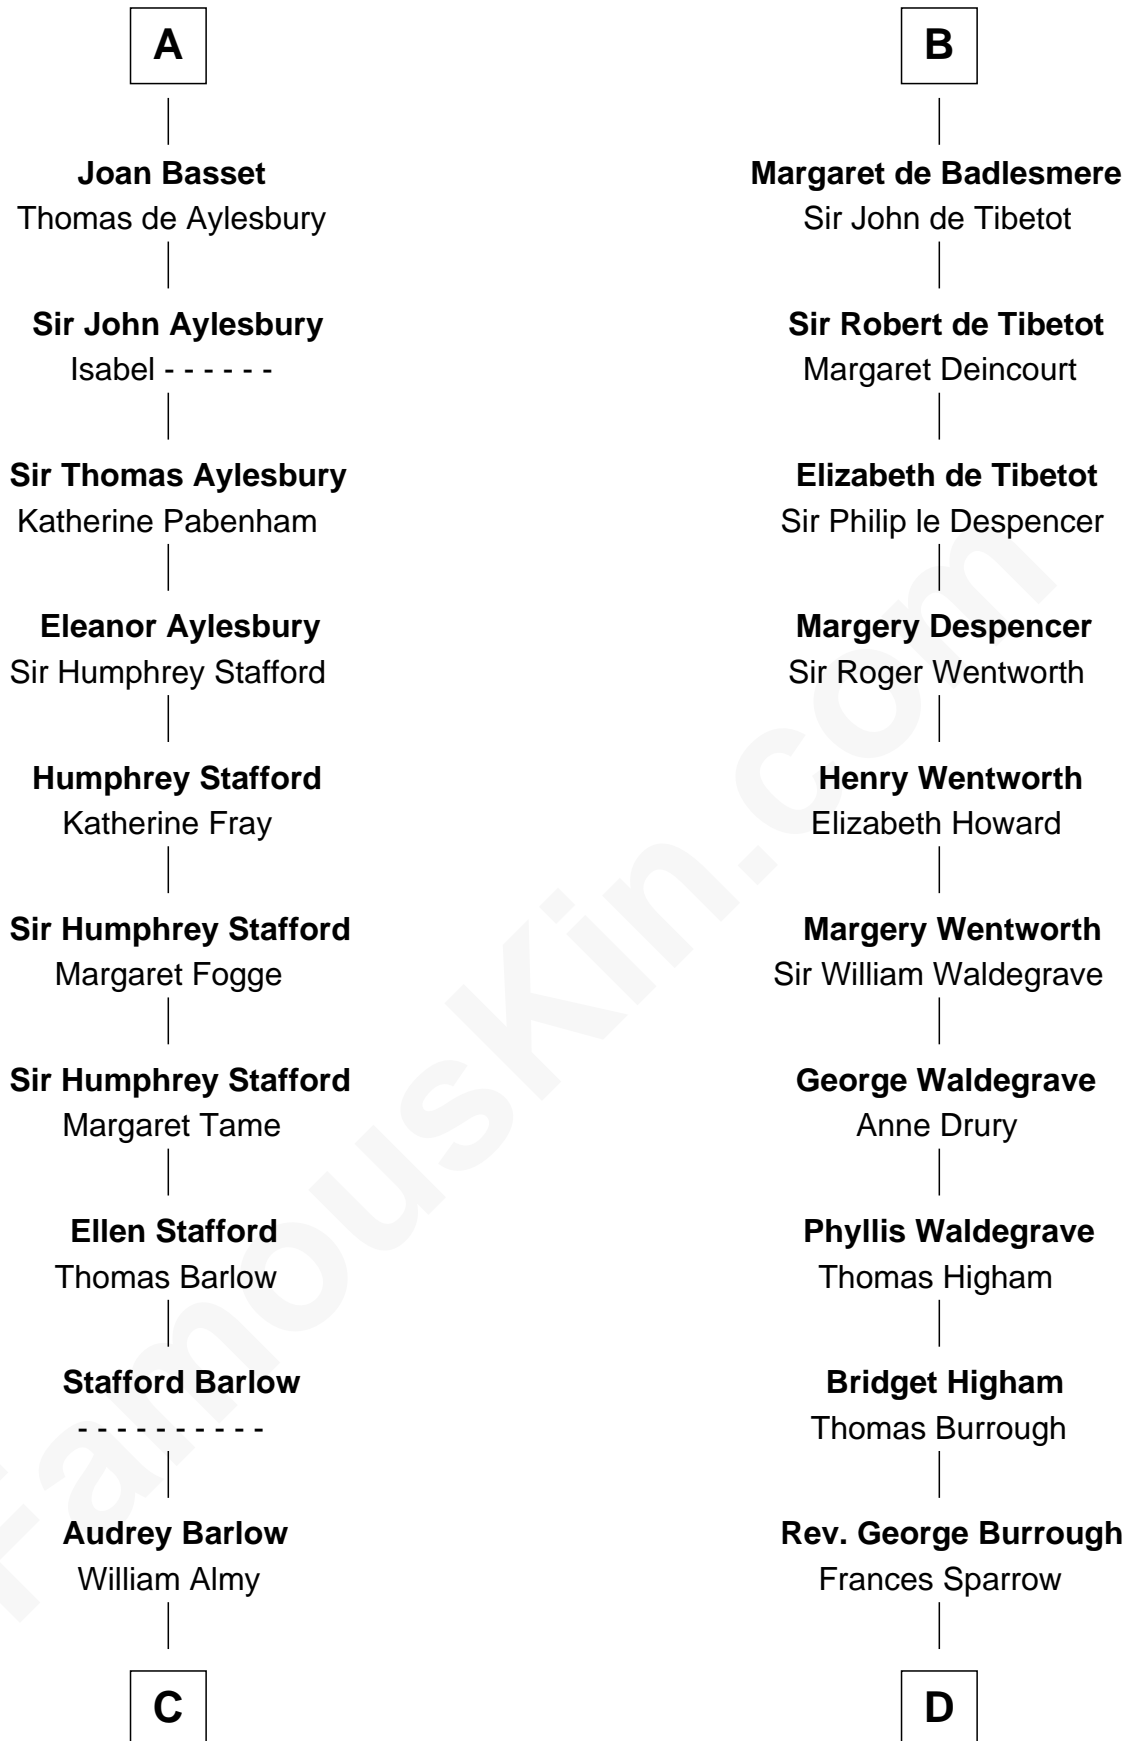 A
Joan Basset
Thomas de Aylesbury
Sir John Aylesbury
Isabel - - - - - -
Sir Thomas Aylesbury
Katherine Pabenham
Eleanor Aylesbury
Sir Humphrey Stafford
Humphrey Stafford
Katherine Fray
Sir Humphrey Stafford
Margaret Fogge
Sir Humphrey Stafford
Margaret Tame
Ellen Stafford
Thomas Barlow
Stafford Barlow
- - - - - - - - - -
Audrey Barlow
William Almy
C
B
Margaret de Badlesmere
Sir John de Tibetot
Sir Robert de Tibetot
Margaret Deincourt
Elizabeth de Tibetot
Sir Philip le Despencer
Margery Despencer
Sir Roger Wentworth
Henry Wentworth
Elizabeth Howard
Margery Wentworth
Sir William Waldegrave
George Waldegrave
Anne Drury
Phyllis Waldegrave
Thomas Higham
Bridget Higham
Thomas Burrough
Rev. George Burrough
Frances Sparrow
D
FamousKin.com